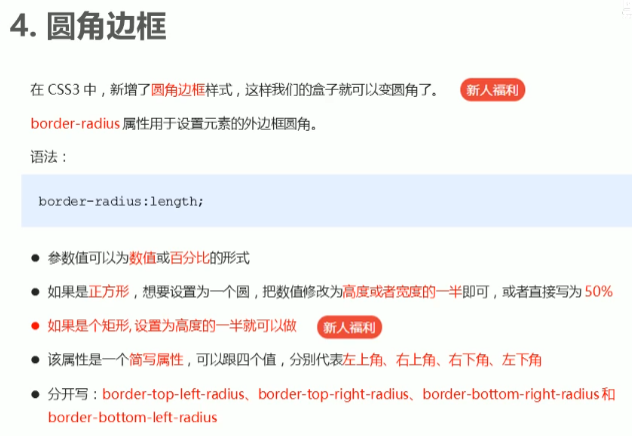 4. 圆角边框
在 CSS3 中，新增了圆角边框样式，这样我们的盒子就可以变圆角了。 新人福利
border-radius 属性用于设置元素的外边框圆角。
语法：
border-radius:length;
● 参数值可以为数值或百分比的形式
● 如果是正方形，想要设置为一个圆，把数值修改为高度或者宽度的一半即可，或者直接写为 50%
● 如果是个矩形, 设置为高度的一半就可以做 新人福利
● 该属性是一个简写属性，可以跟四个值，分别代表左上角、右上角、右下角、左下角
● 分开写：border-top-left-radius、border-top-right-radius、border-bottom-right-radius 和
border-bottom-left-radius